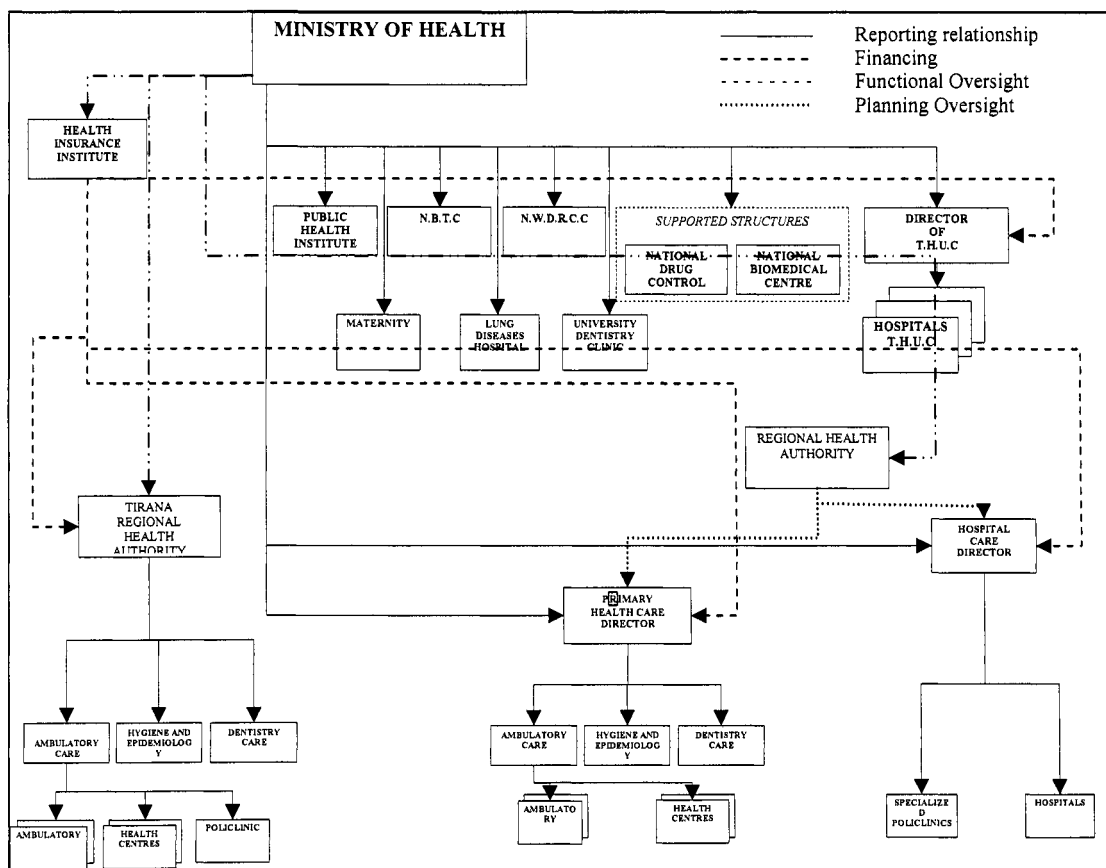 MINISTRY OF HEALTH
Reporting relationship
Financing
Functional Oversight
Planning Oversight
HEALTH
INSURANCE
INSTITUTE
PUBLIC
HEALTH
INSTITUTE
N.B.T.C
N.W.D.R.C.C
SUPPORTED STRUCTURES
NATIONAL
DRUG
CONTROL
NATIONAL
BIOMEDICAL
CENTRE
DIRECTOR
OF
T.H.U.C
MATERNITY
LUNG
DISEASES
HOSPITAL
UNIVERSITY
DENTISTRY
CLINIC
HOSPITALS
T.H.U.C
REGIONAL HEALTH
AUTHORITY
TIRANA
REGIONAL
HEALTH
AUTHORITY
HOSPITAL
CARE
DIRECTOR
PRIMARY
HEALTH CARE
DIRECTOR
AMBULATORY
CARE
HYGIENE AND
EPIDEMIOLOG
Y
DENTISTRY
CARE
AMBULATORY
CARE
HYGIENE AND
EPIDEMIOLOG
Y
DENTISTRY
CARE
AMBULATORY
HEALTH
CENTRES
POLICLINIC
AMBULATO
RY
HEALTH
CENTRES
SPECIALIZE
D
POLICLINICS
HOSPITALS